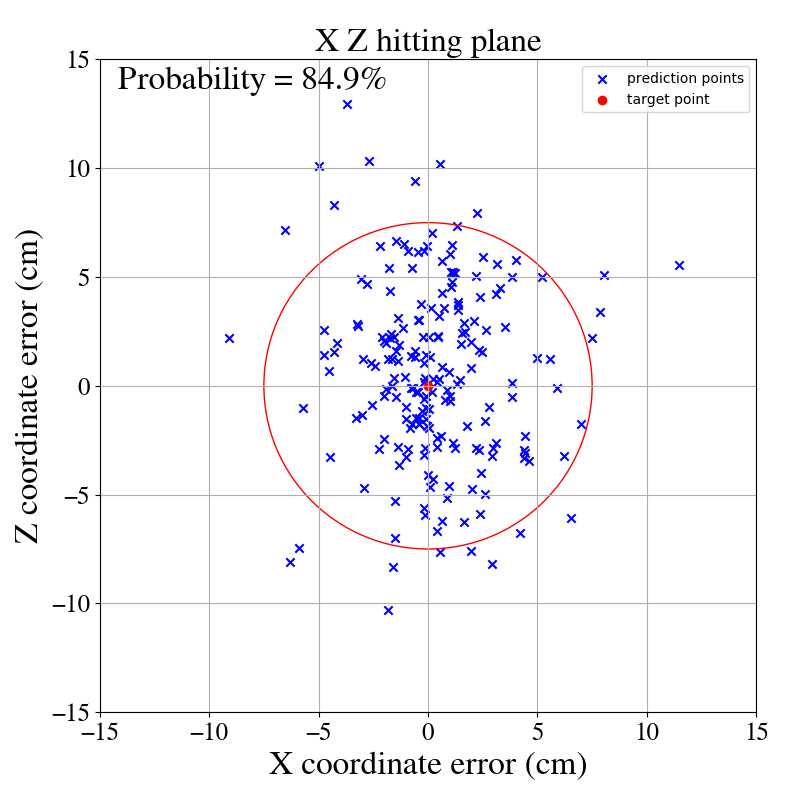 X Z hitting plane
Probability = 84.9%
prediction points
target point
15
10
5
0
−5
−10
−15
Z coordinate error (cm)
−15 −10 −5 0 5 10 15
X coordinate error (cm)